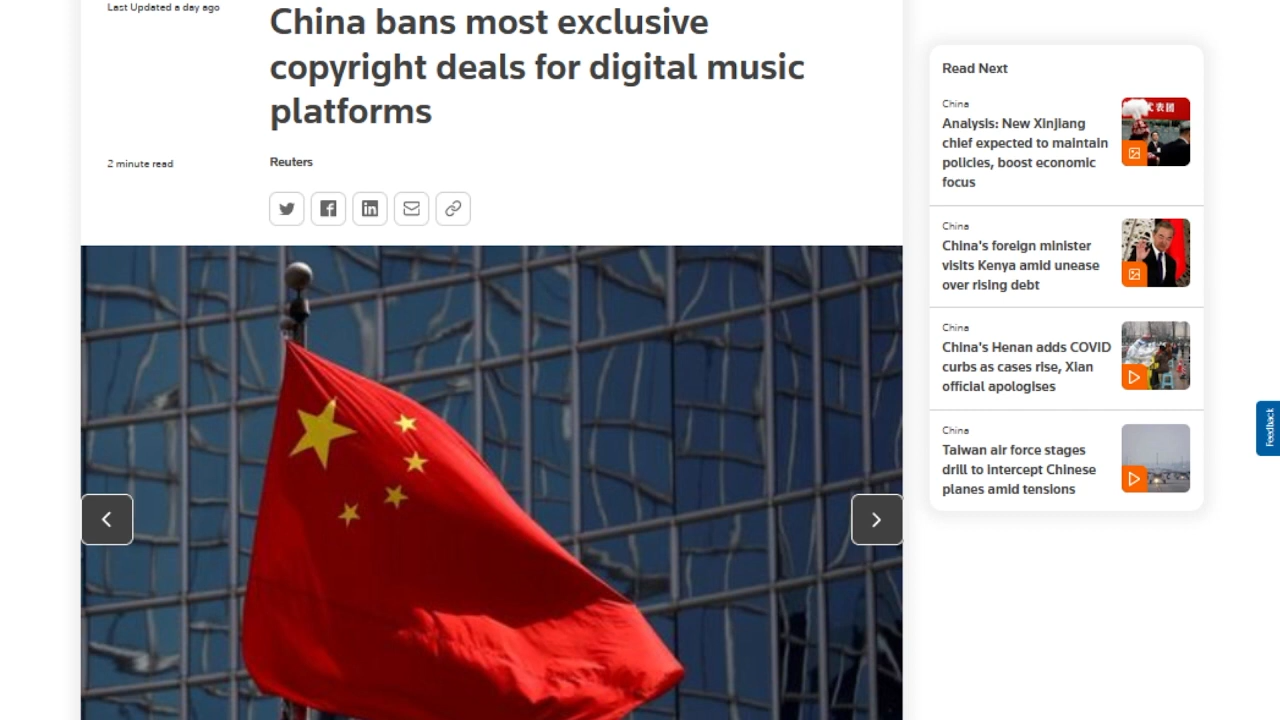 Last Updated a day ago
China bans most exclusive
copyright deals for digital music
platforms
2 minute read
Reuters
Read Next
China
Analysis: New Xinjiang
chief expected to maintain
policies, boost economic
focus
China
China's foreign minister
visits Kenya amid unease
over rising debt
China
China's Henan adds COVID
curbs as cases rise, Xian
official apologises
China
Taiwan air force stages
drill to intercept Chinese
planes amid tensions
Feedback